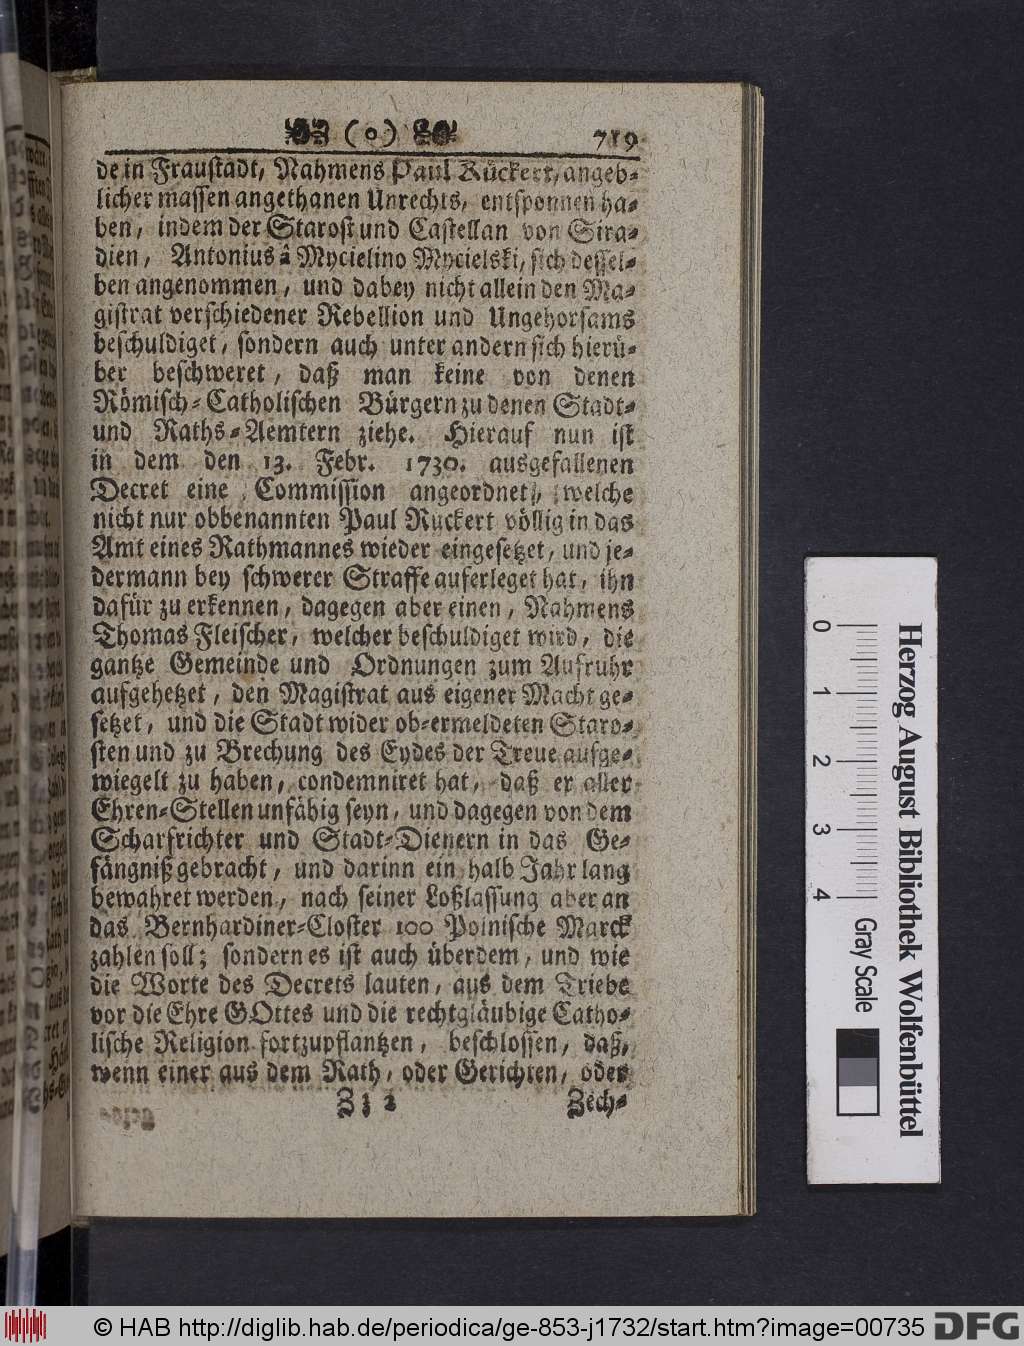 (o) 719
de in Fraustadt, Nahmens Paul Rückert, angeb-
licher massen angethanen Unrechts, entsponnen ha-
ben, indem der Starost und Castellan von Sira-
dien, Antonius â Mycielino Mycielski, sich dessel-
ben angenommen, und dabey nicht allein den Ma-
gistrat verschiedener Rebellion und Ungehorsams
beschuldiget, sondern auch unter andern sich hierü-
ber beschweret, daß man keine von denen
Römisch-Catholischen Bürgern zu denen Stadt-
und Raths-Aemtern ziehe. Hierauf nun ist
in dem den 13. Febr. 1730. ausgefallenen
Decret eine Commission angeordnet, welche
nicht nur obbenannten Paul Ruckert völlig in das
Amt eines Rathmannes wieder eingesetzet, und je-
dermann bey schwerer Straffe auferleget hat, ihn
dafür zu erkennen, dagegen aber einen, Nahmens
Thomas Fleischer, welcher beschuldiget wird, die
gantze Gemeinde und Ordnungen zum Aufruhr
aufgehetzet, den Magistrat aus eigener Macht ge-
setzet, und die Stadt wider ob-ermeldeten Staro-
sten und zu Brechung des Eydes der Treue aufge-
wiegelt zu haben, condemniret hat, daß er aller
Ehren-Stellen unfähig seyn, und dagegen von dem
Scharfrichter und Stadt-Dienern in das Ge-
fängniß gebracht, und darinn ein halb Jahr lang
bewahret werden, nach seiner Loßlassung aber an
das Bernhardiner-Closter 100 Polnische Marck
zahlen soll; sondern es ist auch überdem, und wie
die Worte des Decrets lauten, aus dem Triebe
vor die Ehre GOttes und die rechtgläubige Catho-
lische Religion fortzupflantzen, beschlossen, daß,
wenn einer aus dem Rath, oder Gerichten, oder
Zz 2 Zech-
0 1 2 3 4
Herzog August Bibliothek Wolfenbüttel
Gray Scale
© HAB http://diglib.hab.de/periodica/ge-853-j1732/start.htm?image=00735
DFG